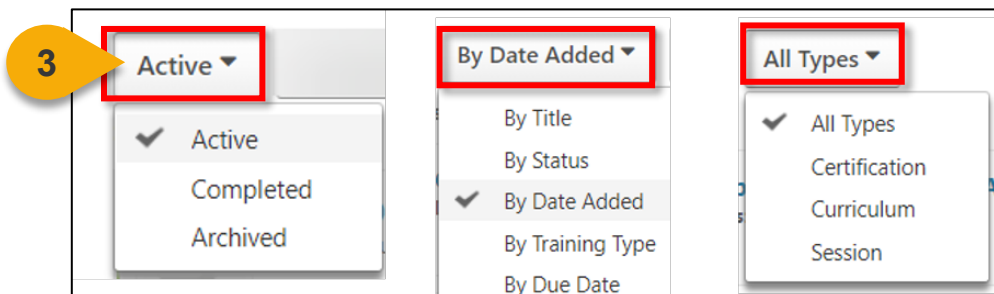 3
Active
Active
Completed
Archived
By Date Added
By Title
By Status
By Date Added
By Training Type
By Due Date
All Types
All Types
Certification
Curriculum
Session